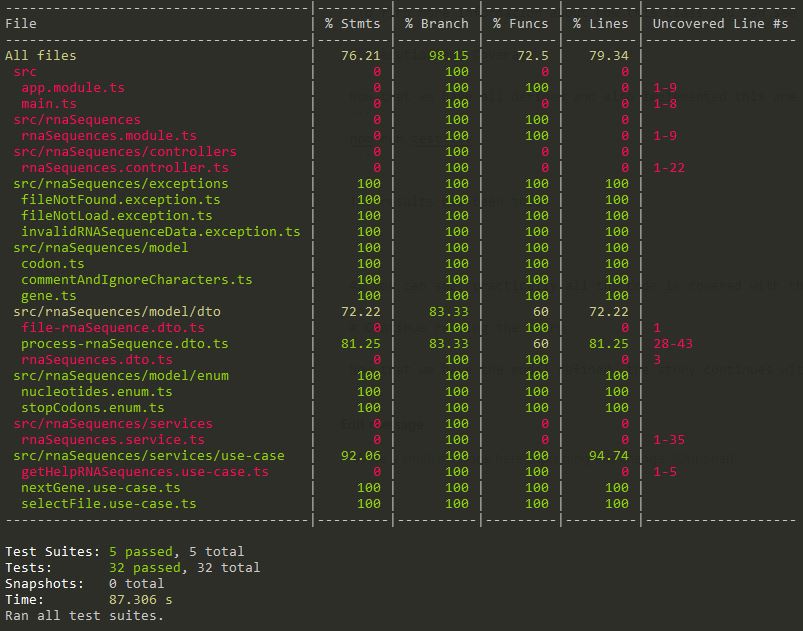 File | % Stmts | % Branch | % Funcs | % Lines | Uncovered Line #s
All files | 76.21 | 98.15 | 72.5 | 79.34 |
src | 0 | 100 | 0 | 0 |
app.module.ts | 0 | 100 | 100 | 0 | 1-9
main.ts | 0 | 100 | 0 | 0 | 1-8
src/rnaSequences | 0 | 100 | 100 | 0 |
rnaSequences.module.ts | 0 | 100 | 100 | 0 | 1-9
src/rnaSequences/controllers | 0 | 100 | 0 | 0 |
rnaSequences.controller.ts | 0 | 100 | 0 | 0 | 1-22
src/rnaSequences/exceptions | 100 | 100 | 100 | 100 |
fileNotFound.exception.ts | 100 | 100 | 100 | 100 |
fileNotLoad.exception.ts | 100 | 100 | 100 | 100 |
invalidRNASequenceData.exception.ts | 100 | 100 | 100 | 100 |
src/rnaSequences/model | 100 | 100 | 100 | 100 |
codon.ts | 100 | 100 | 100 | 100 |
commentAndIgnoreCharacters.ts | 100 | 100 | 100 | 100 |
gene.ts | 100 | 100 | 100 | 100 |
src/rnaSequences/model/dto | 72.22 | 83.33 | 60 | 72.22 |
file-rnaSequence.dto.ts | 0 | 100 | 100 | 0 | 1
process-rnaSequence.dto.ts | 81.25 | 83.33 | 60 | 81.25 | 28-43
rnaSequences.dto.ts | 0 | 100 | 100 | 0 | 3
src/rnaSequences/model/enum | 100 | 100 | 100 | 100 |
nucleotides.enum.ts | 100 | 100 | 100 | 100 |
stopCodons.enum.ts | 100 | 100 | 100 | 100 |
src/rnaSequences/services | 0 | 100 | 0 | 0 |
rnaSequences.service.ts | 0 | 100 | 0 | 0 | 1-35
src/rnaSequences/services/use-case | 92.06 | 100 | 100 | 94.74 |
getHelpRNASequences.use-case.ts | 0 | 100 | 100 | 0 | 1-5
nextGene.use-case.ts | 100 | 100 | 100 | 100 |
selectFile.use-case.ts | 100 | 100 | 100 | 100 |
Test Suites: 5 passed, 5 total
Tests: 32 passed, 32 total
Snapshots: 0 total
Time: 87.306 s
Ran all test suites.